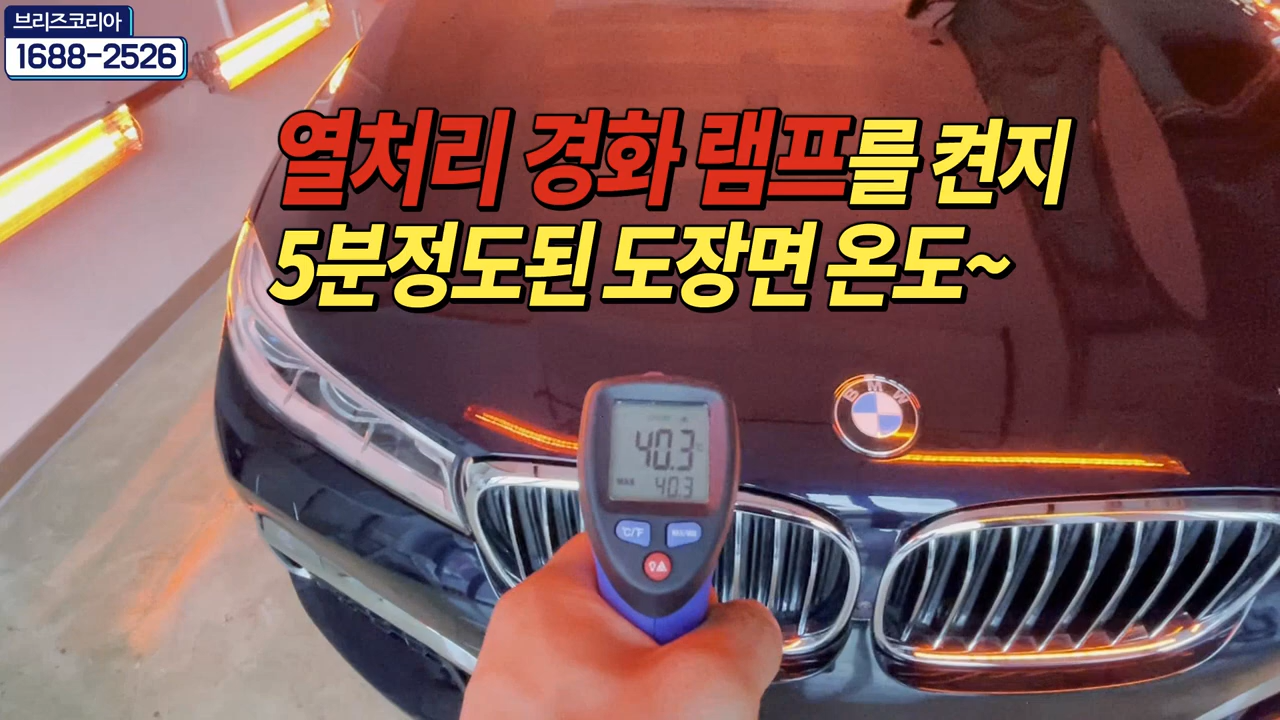 브리즈코리아
1688-2526
열처리 경화 램프를 켠지
5분정도된 도장면 온도~
BMW
40.3
MAX 40.3
°C/°F